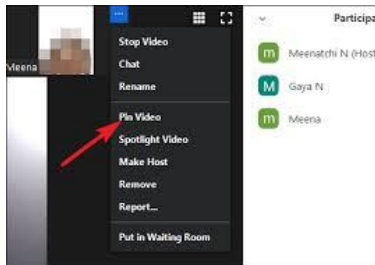 ...
Participa
Meena
Stop Video
Chat
Rename
Pin Video
Spotlight Video
Make Host
Remove
Report...
Put in Waiting Room
m Meenatchi N (Host
M Gaya N
m Meena